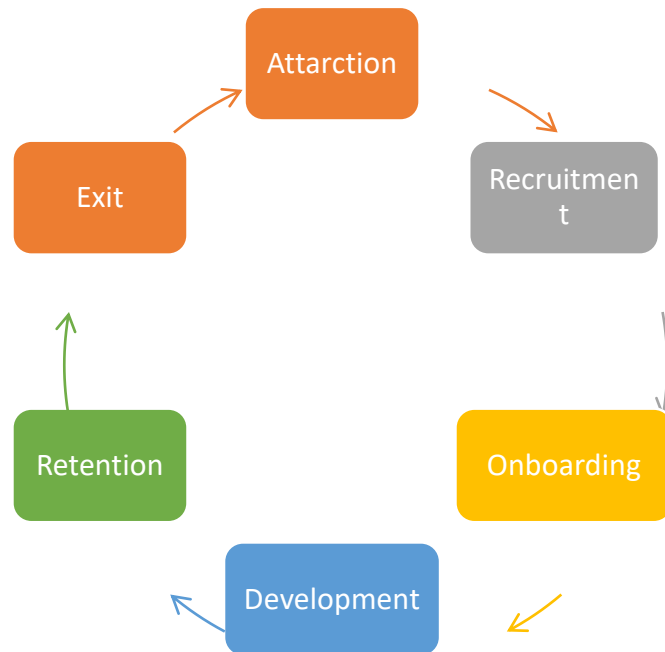 Attarction
Recruitmen
t
Onboarding
Development
Retention
Exit